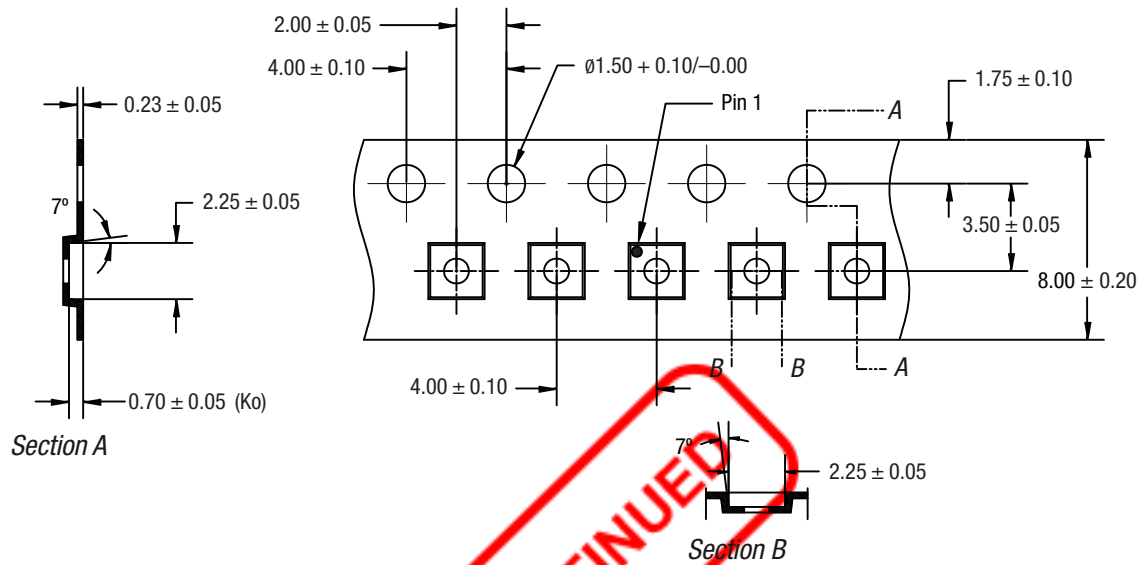 2.00 ± 0.05
4.00 ± 0.10
ø1.50 + 0.10/–0.00
1.75 ± 0.10
0.23 ± 0.05
Pin 1
A
7º
2.25 ± 0.05
3.50 ± 0.05
8.00 ± 0.20
B B A
4.00 ± 0.10
0.70 ± 0.05 (Ko)
Section A
7º
2.25 ± 0.05
TINUED
Section B